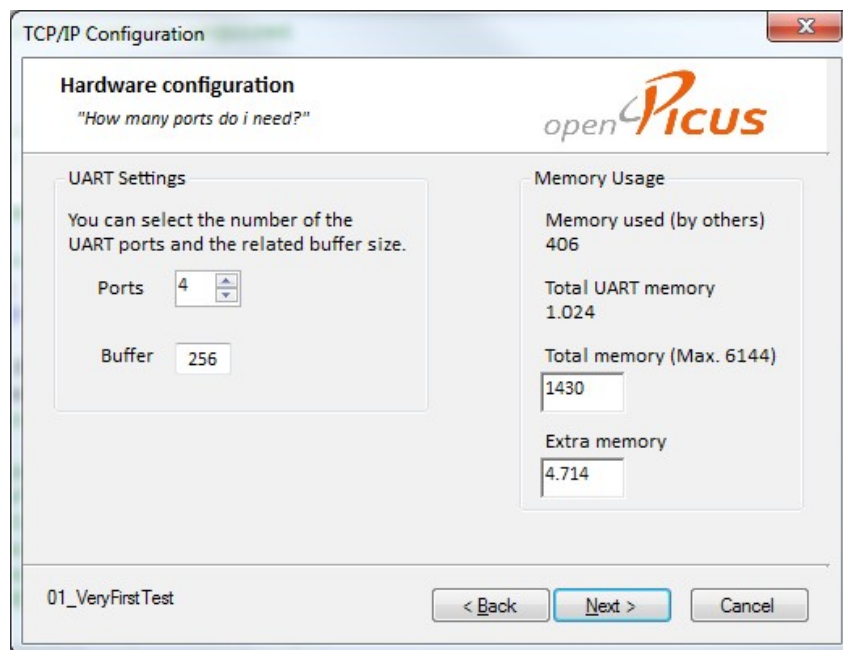 TCP/IP Configuration
Hardware configuration
"How many ports do i need?"
openPicus
UART Settings
You can select the number of the
UART ports and the related buffer size.
Ports 4
Buffer 256
Memory Usage
Memory used (by others)
406
Total UART memory
1.024
Total memory (Max. 6144)
1430
Extra memory
4.714
01_VeryFirstTest
< Back
Next >
Cancel